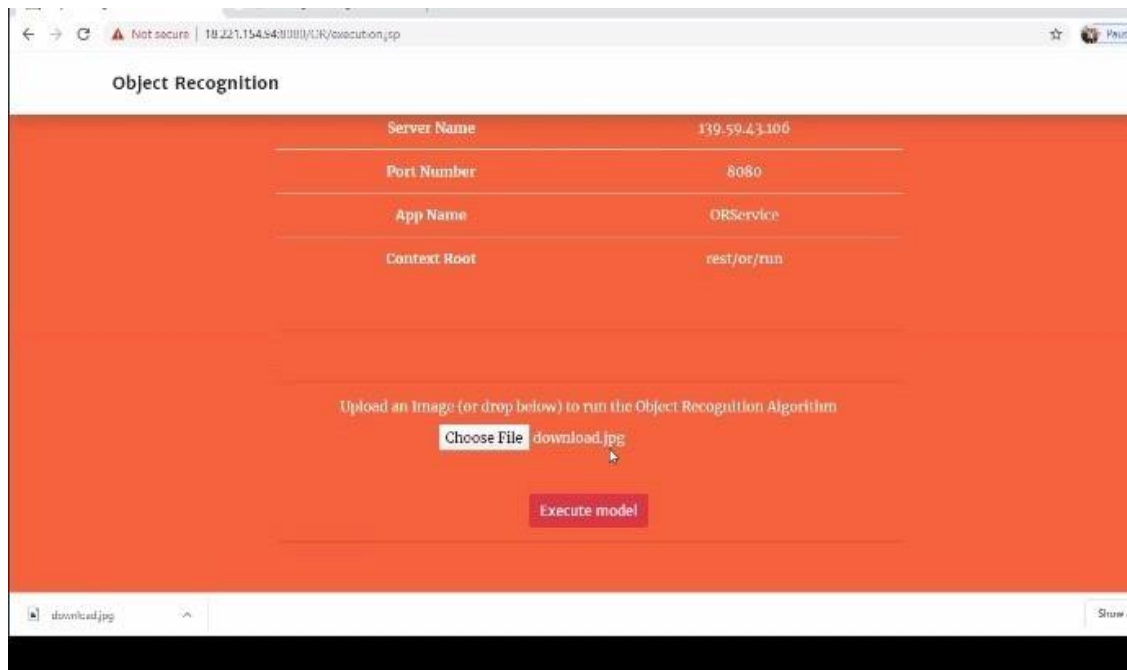 Not secure | 18.221.154.94:8080/OR/execution.jsp
Object Recognition
Server Name 139.59.43.106
Port Number 8080
App Name ORService
Context Root rest/or/run
Upload an Image (or drop below) to run the Object Recognition Algorithm
Choose File download.jpg
Execute model
download.jpg Show